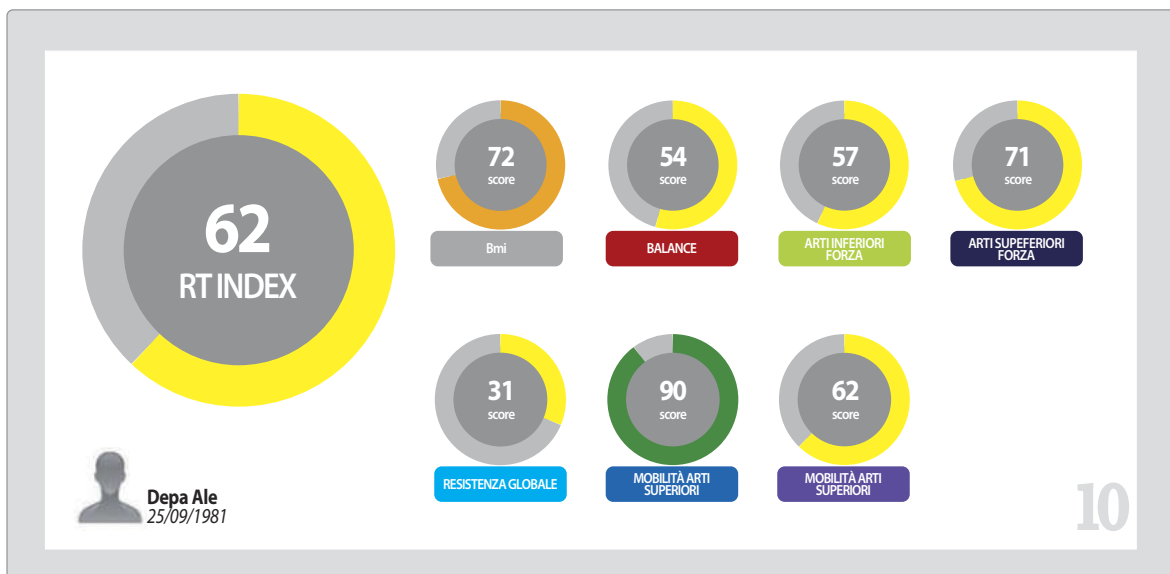 62
RT INDEX
72
score
Bmi
54
score
BALANCE
57
score
ARTI INFERIORI
FORZA
71
score
ARTI SUPEFERIORI
FORZA
31
score
RESISTENZA GLOBALE
90
score
MOBILITÀ ARTI
SUPERIORI
62
score
MOBILITÀ ARTI
SUPERIORI
Depa Ale
25/09/1981
10